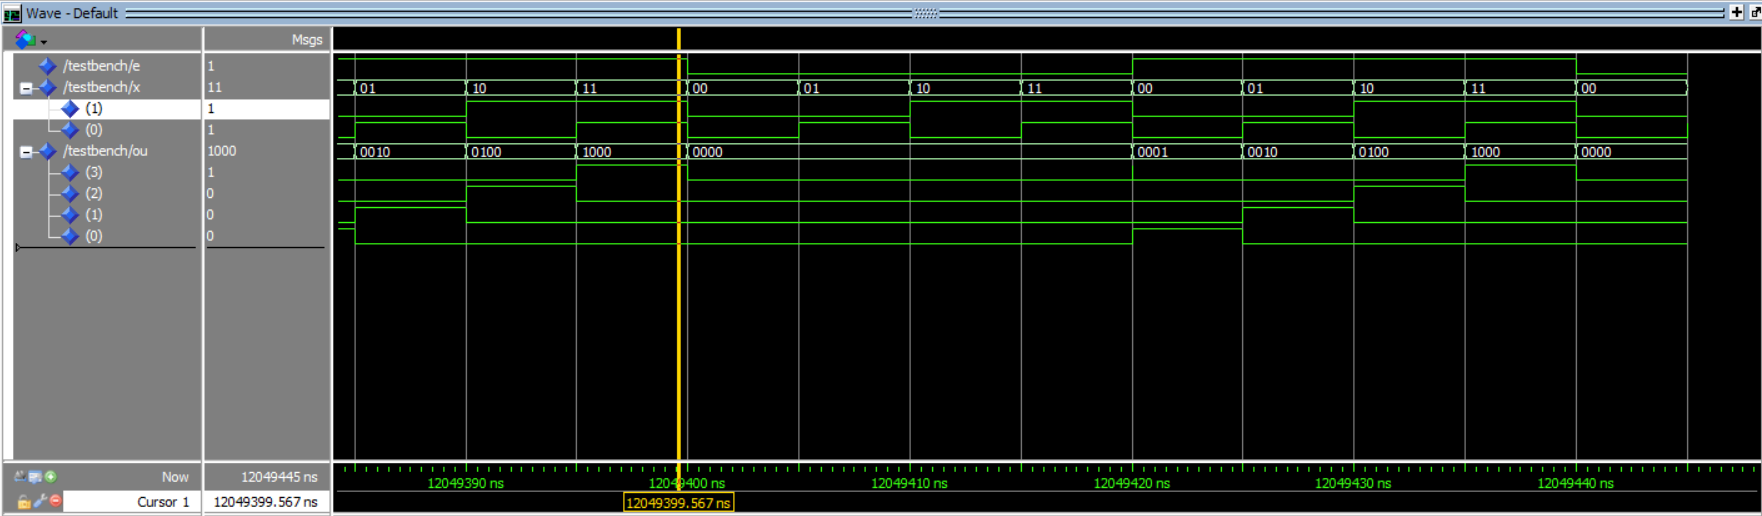 Wave - Default
Msgs
/testbench/e 1
/testbench/x 11 01 10 11 00 01 10 11 00 01 10 11 00
(1) 1
(0) 1
/testbench/ou 1000 0010 0100 1000 0000 0001 0010 0100 1000 0000
(3) 1
(2) 0
(1) 0
(0) 0
Now 12049445 ns 12049390 ns 12049400 ns 12049410 ns 12049420 ns 12049430 ns 12049440 ns
Cursor 1 12049399.567 ns 12049399.567 ns